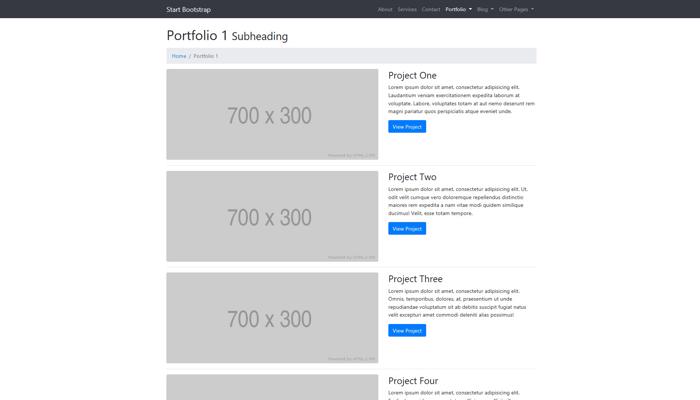 Start Bootstrap
About Services Contact Portfolio Blog Other Pages
Portfolio 1 Subheading
Home / Portfolio 1
700 x 300
Powered by HTML.COM
Project One
Lorem ipsum dolor sit amet, consectetur adipisicing elit.
Laudantium veniam exercitationem expedita laborum at
voluptate. Labore, voluptates totam at aut nemo deserunt rem
magni pariatur quos perspiciatis atque eveniet unde.
View Project
700 x 300
Powered by HTML.COM
Project Two
Lorem ipsum dolor sit amet, consectetur adipisicing elit. Ut,
odit velit cumque vero doloremque repellendus distinctio
maiores rem expedita a nam vitae modi quidem similique
ducimus! Velit, esse totam tempore.
View Project
700 x 300
Powered by HTML.COM
Project Three
Lorem ipsum dolor sit amet, consectetur adipisicing elit.
Omnis, temporibus, dolores, at, praesentium ut unde
repudiandae voluptatum sit ab debitis suscipit fugiat natus
velit excepturi amet commodi deleniti alias possimus!
View Project
Project Four
Lorem ipsum dolor sit amet, consectetur adipisicing elit.